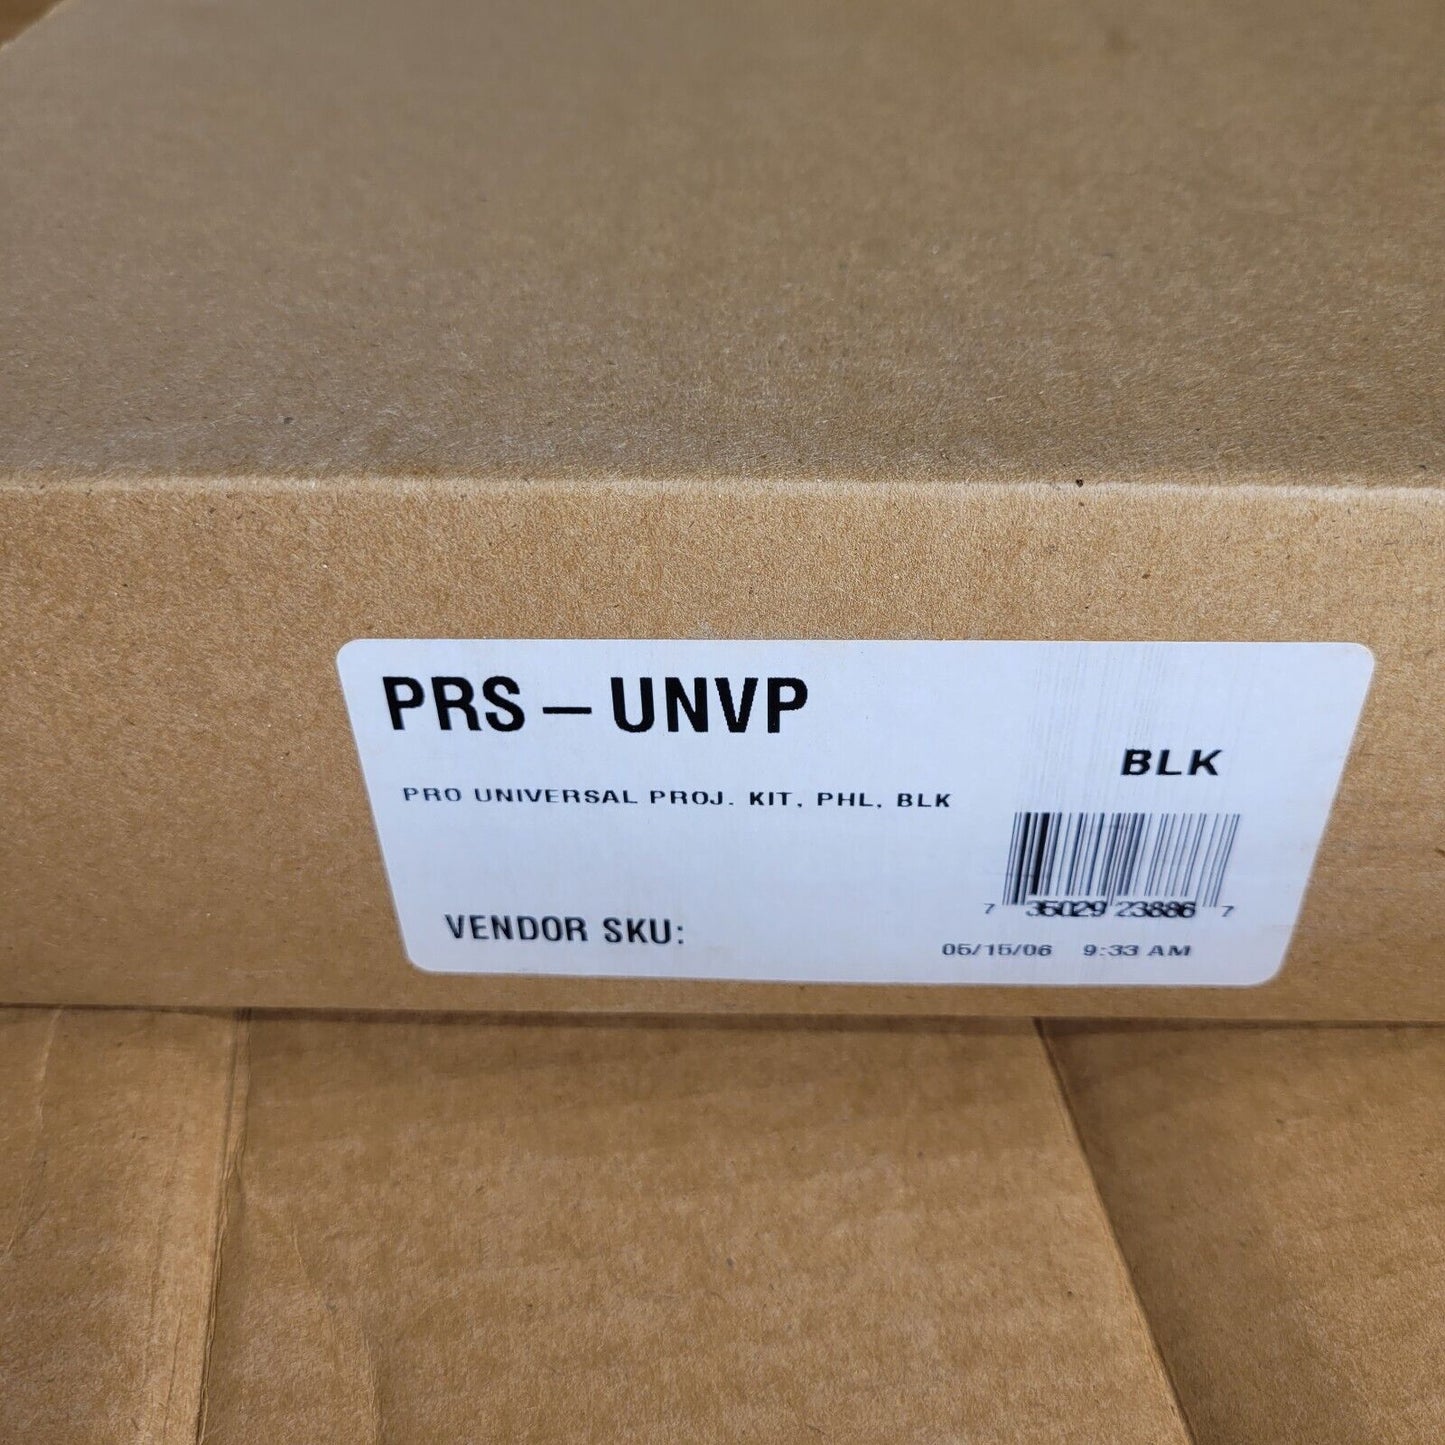 PRS-UNVP
BLK
PRO UNIVERSAL PROJ. KIT, PHL, BLK
7 35029 23886 7
VENDOR SKU:
05/15/06 9:33 AM